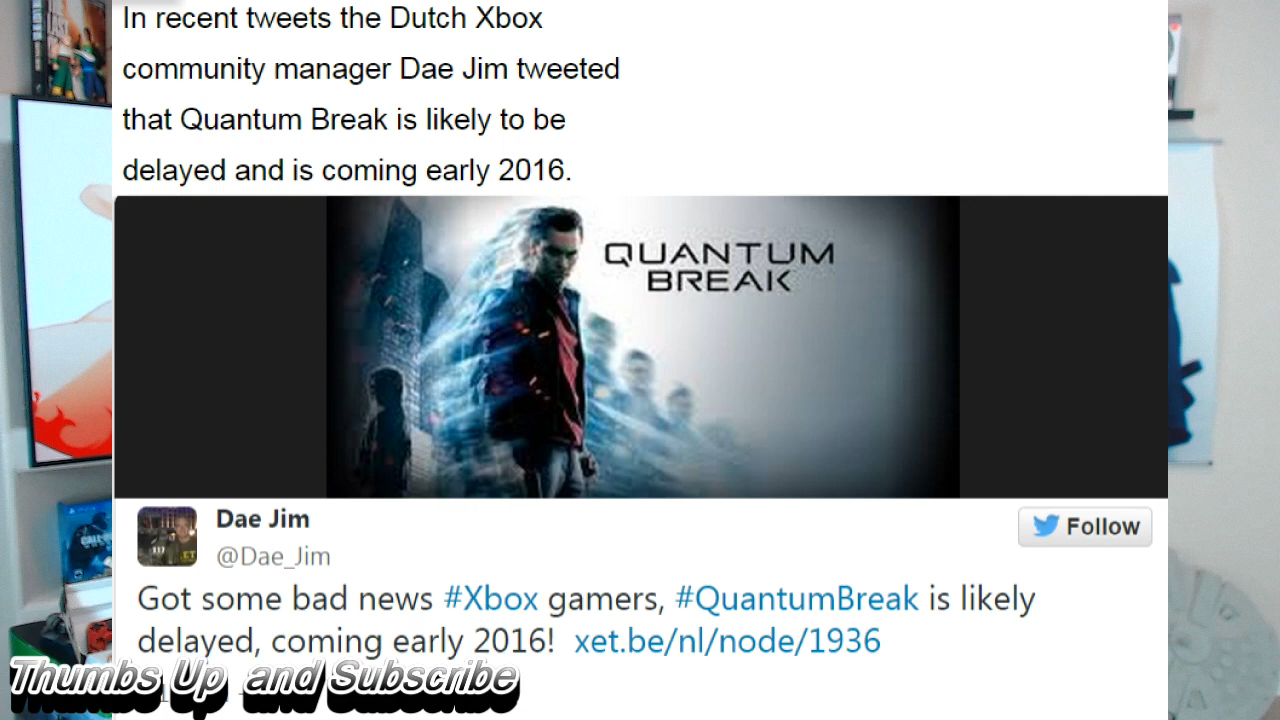 In recent tweets the Dutch Xbox
community manager Dae Jim tweeted
that Quantum Break is likely to be
delayed and is coming early 2016.
QUANTUM
BREAK
Dae Jim
@Dae_Jim
Follow
Got some bad news #Xbox gamers, #QuantumBreak is likely
delayed, coming early 2016! xet.be/nl/node/1936
Thumbs Up and Subscribe